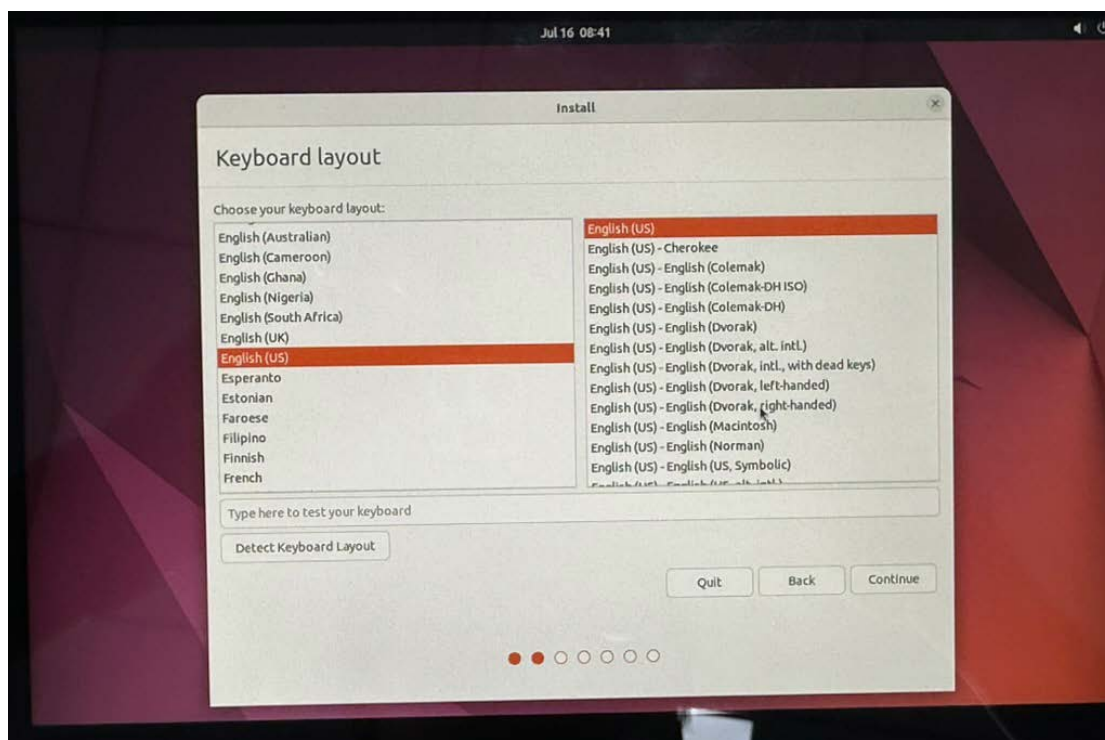 Jul 16 08:41
Install
Keyboard layout
Choose your keyboard layout:
English (Australian)
English (Cameroon)
English (Ghana)
English (Nigeria)
English (South Africa)
English (UK)
English (US)
Esperanto
Estonian
Faroese
Filipino
Finnish
French
English (US)
English (US) - Cherokee
English (US) - English (Colemak)
English (US) - English (Colemak-DH ISO)
English (US) - English (Colemak-DH)
English (US) - English (Dvorak)
English (US) - English (Dvorak, alt. intl.)
English (US) - English (Dvorak, intl., with dead keys)
English (US) - English (Dvorak, left-handed)
English (US) - English (Dvorak, right-handed)
English (US) - English (Macintosh)
English (US) - English (Norman)
English (US) - English (US, Symbolic)
Type here to test your keyboard
Detect Keyboard Layout
Quit
Back
Continue